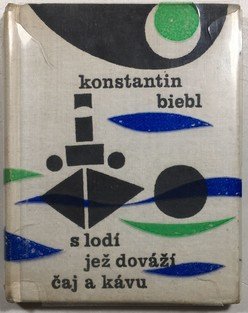 konstantin
biebl
s lodí
jež dováží
čaj a kávu